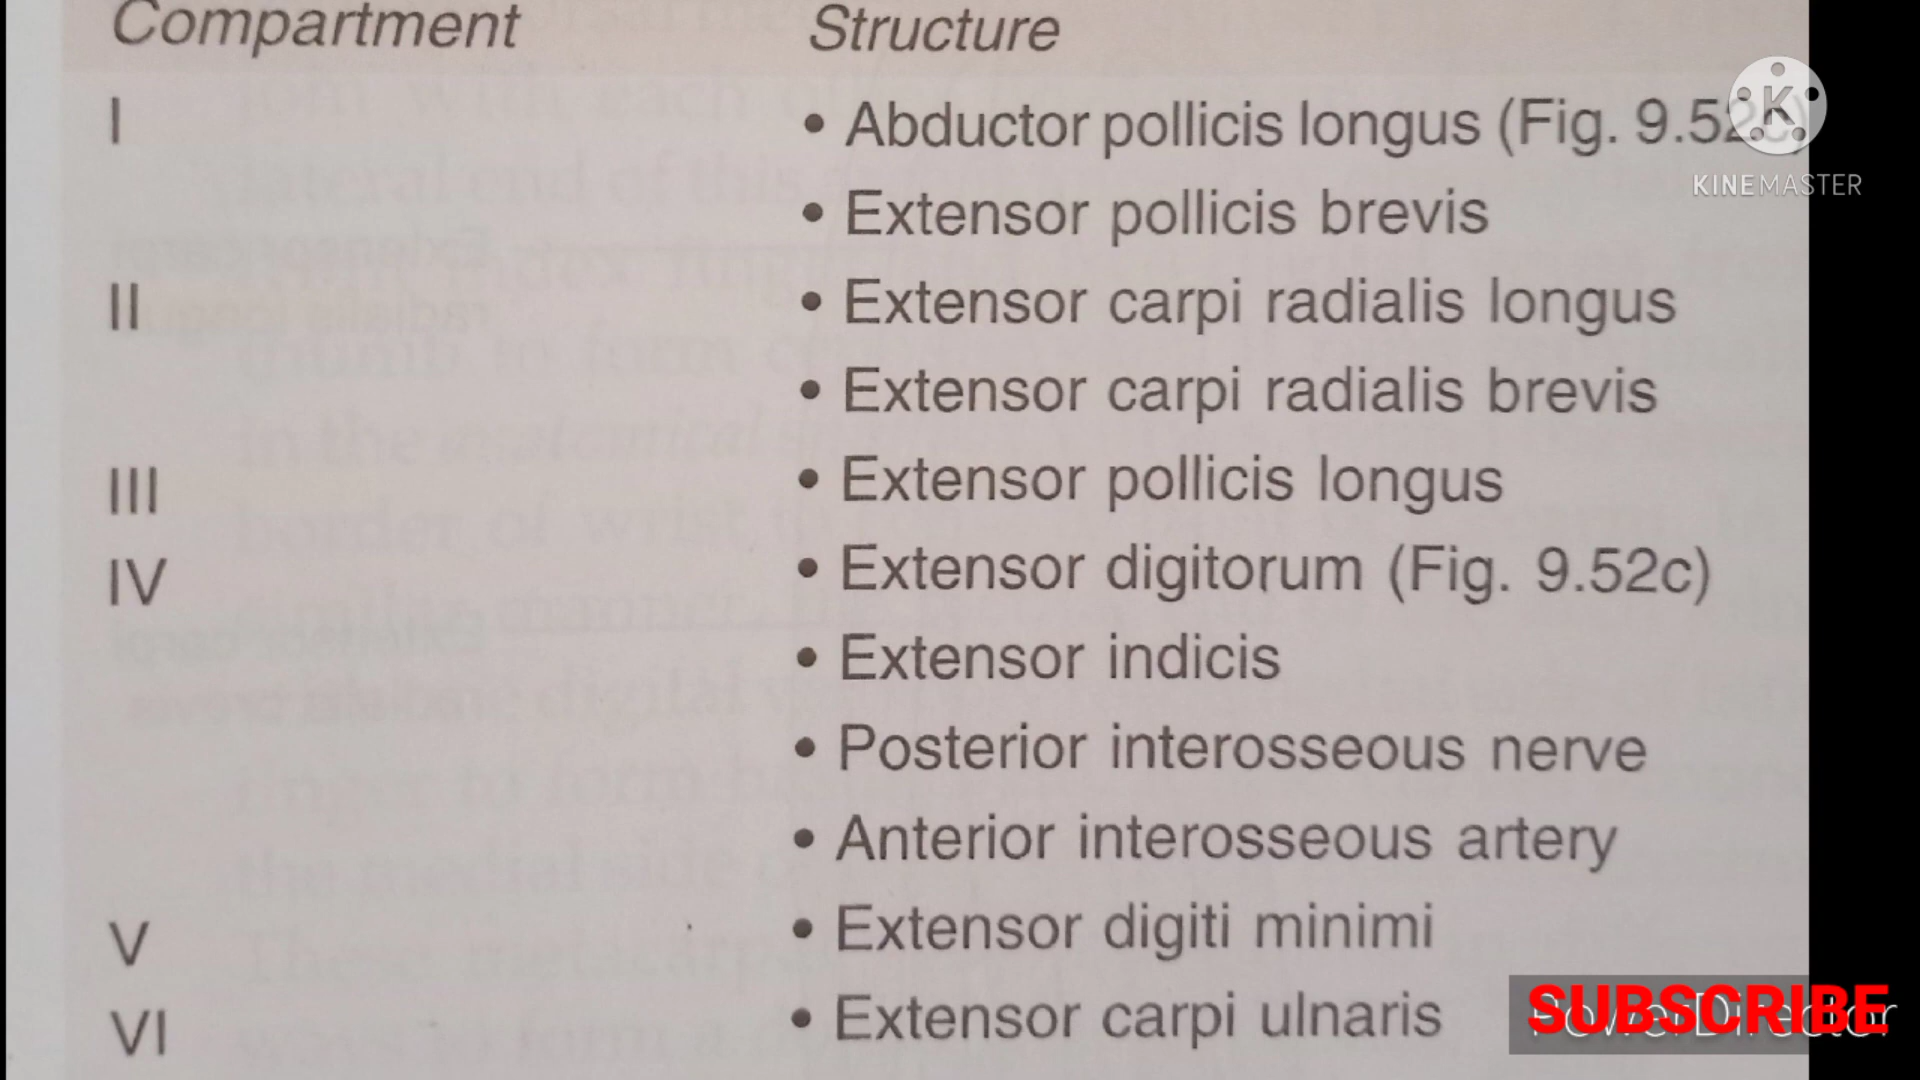 Compartment Structure
I • Abductor pollicis longus (Fig. 9.52c)
• Extensor pollicis brevis
II • Extensor carpi radialis longus
• Extensor carpi radialis brevis
III • Extensor pollicis longus
IV • Extensor digitorum (Fig. 9.52c)
• Extensor indicis
• Posterior interosseous nerve
• Anterior interosseous artery
V • Extensor digiti minimi
VI • Extensor carpi ulnaris
K
KINEMASTER
SUBSCRIBE
PowerDirector